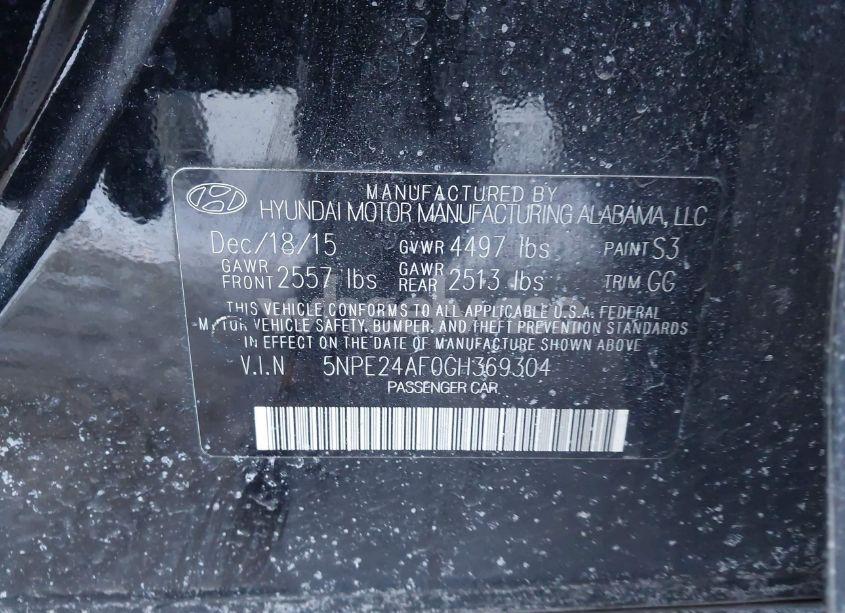 MANUFACTURED BY
HYUNDAI MOTOR MANUFACTURING ALABAMA, LLC
Dec/18/15 GVWR 4497 lbs PAINT S3
GAWR FRONT 2557 lbs GAWR REAR 2513 lbs TRIM GG
THIS VEHICLE CONFORMS TO ALL APPLICABLE U.S.A. FEDERAL
MOTOR VEHICLE SAFETY, BUMPER, AND THEFT PREVENTION STANDARDS
IN EFFECT ON THE DATE OF MANUFACTURE SHOWN ABOVE
V.I.N 5NPE24AF0GH369304
PASSENGER CAR